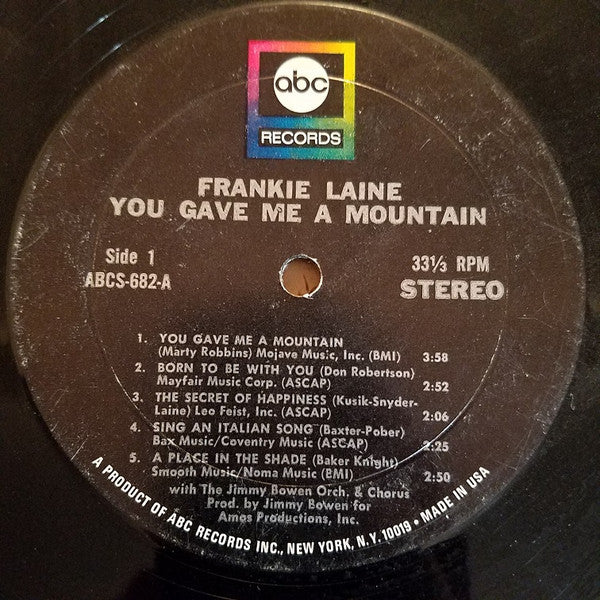 abc
RECORDS
FRANKIE LAINE
YOU GAVE ME A MOUNTAIN
Side 1
ABCS-682-A
33⅓ RPM
STEREO
1. YOU GAVE ME A MOUNTAIN
(Marty Robbins) Mojave Music, Inc. (BMI) 3:58
2. BORN TO BE WITH YOU (Don Robertson)
Mayfair Music Corp. (ASCAP) 2:52
3. THE SECRET OF HAPPINESS (Kusik-Snyder-
Laine) Leo Feist, Inc. (ASCAP) 2:06
4. SING AN ITALIAN SONG (Baxter-Pober)
Bax Music/Coventry Music (ASCAP) 2:25
5. A PLACE IN THE SHADE (Baker Knight)
Smooth Music/Noma Music (BMI) 2:50
with The Jimmy Bowen Orch. & Chorus
Prod. by Jimmy Bowen for
Amos Productions, Inc.
A PRODUCT OF ABC RECORDS INC., NEW YORK, N.Y. 10019 • MADE IN USA